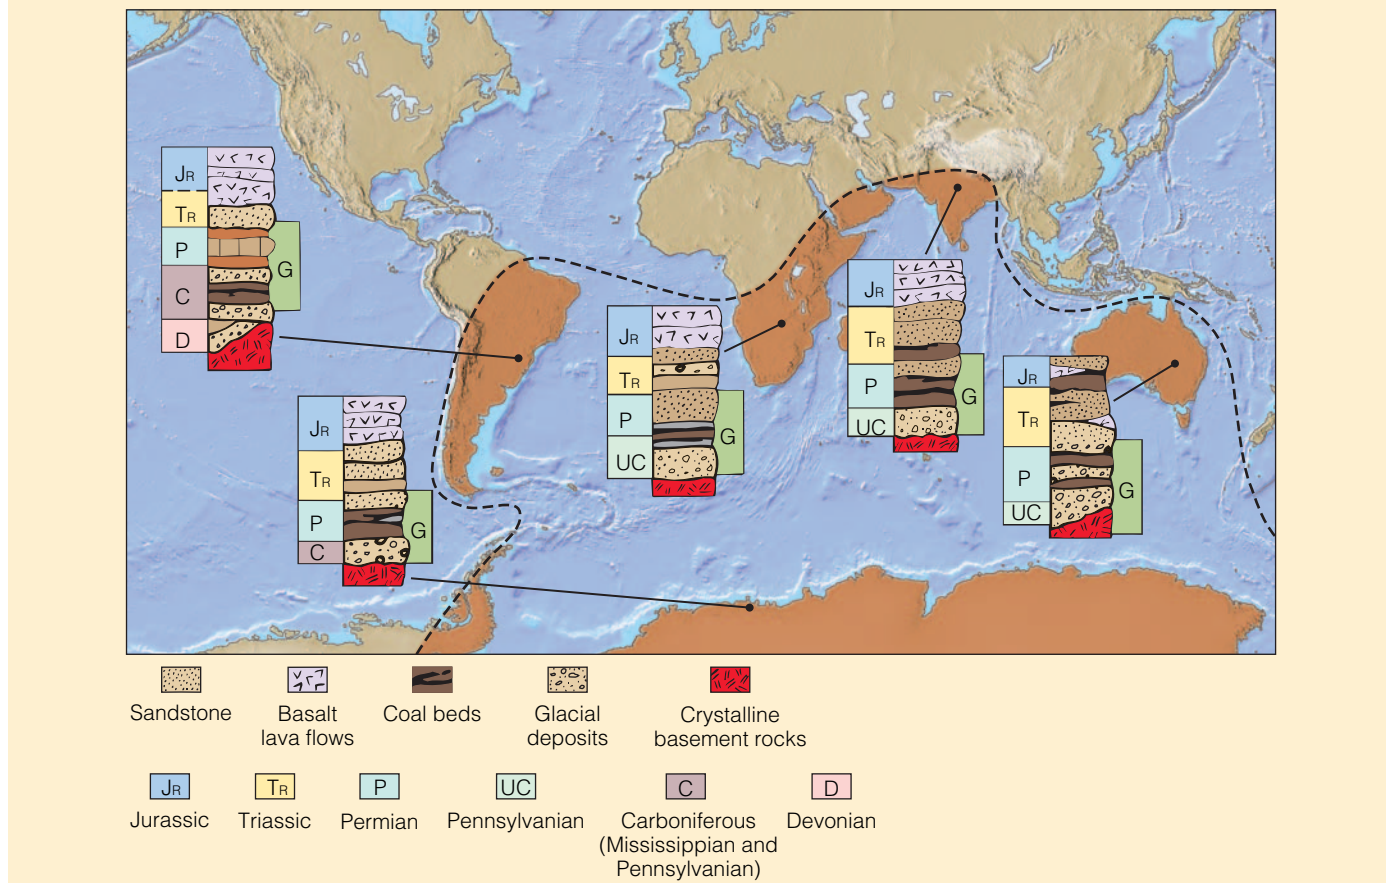 JR
TR
P
C
D
G
JR
TR
P
C
G
JR
TR
P
UC
G
JR
TR
P
UC
G
JR
TR
P
UC
G
Sandstone
Basalt
lava flows
Coal beds
Glacial
deposits
Crystalline
basement rocks
JR
TR
P
UC
C
D
Jurassic
Triassic
Permian
Pennsylvanian
Carboniferous
(Mississippian and
Pennsylvanian)
Devonian